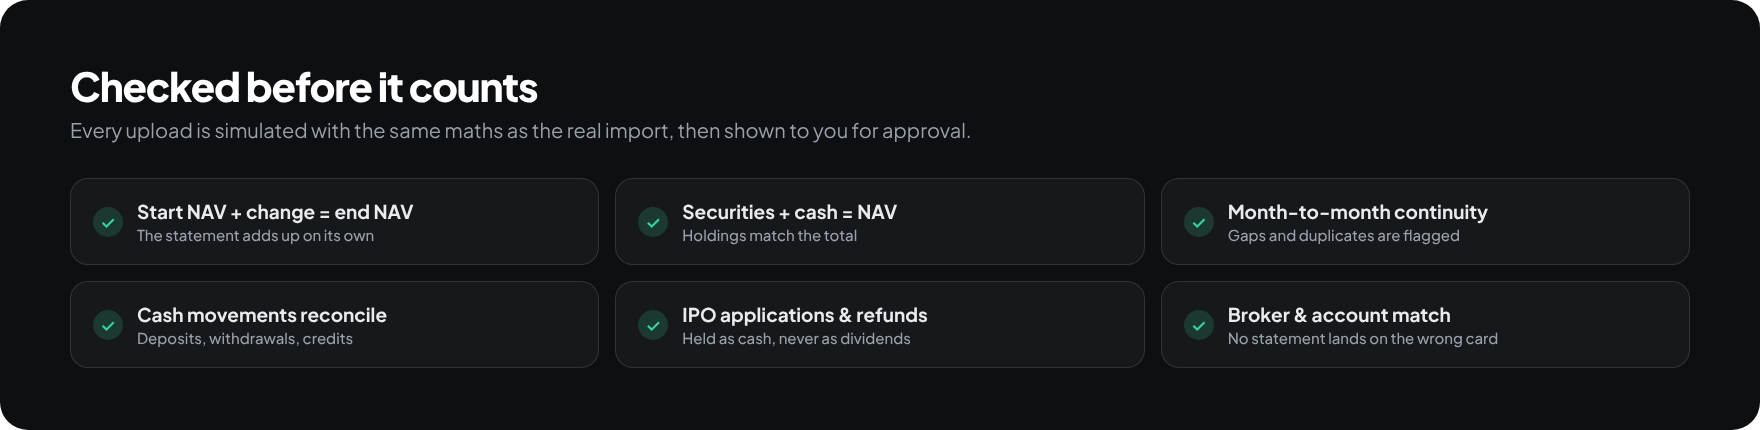 Checked before it counts
Every upload is simulated with the same maths as the real import, then shown to you for approval.
Start NAV + change = end NAV
The statement adds up on its own
Securities + cash = NAV
Holdings match the total
Month-to-month continuity
Gaps and duplicates are flagged
Cash movements reconcile
Deposits, withdrawals, credits
IPO applications & refunds
Held as cash, never as dividends
Broker & account match
No statement lands on the wrong card